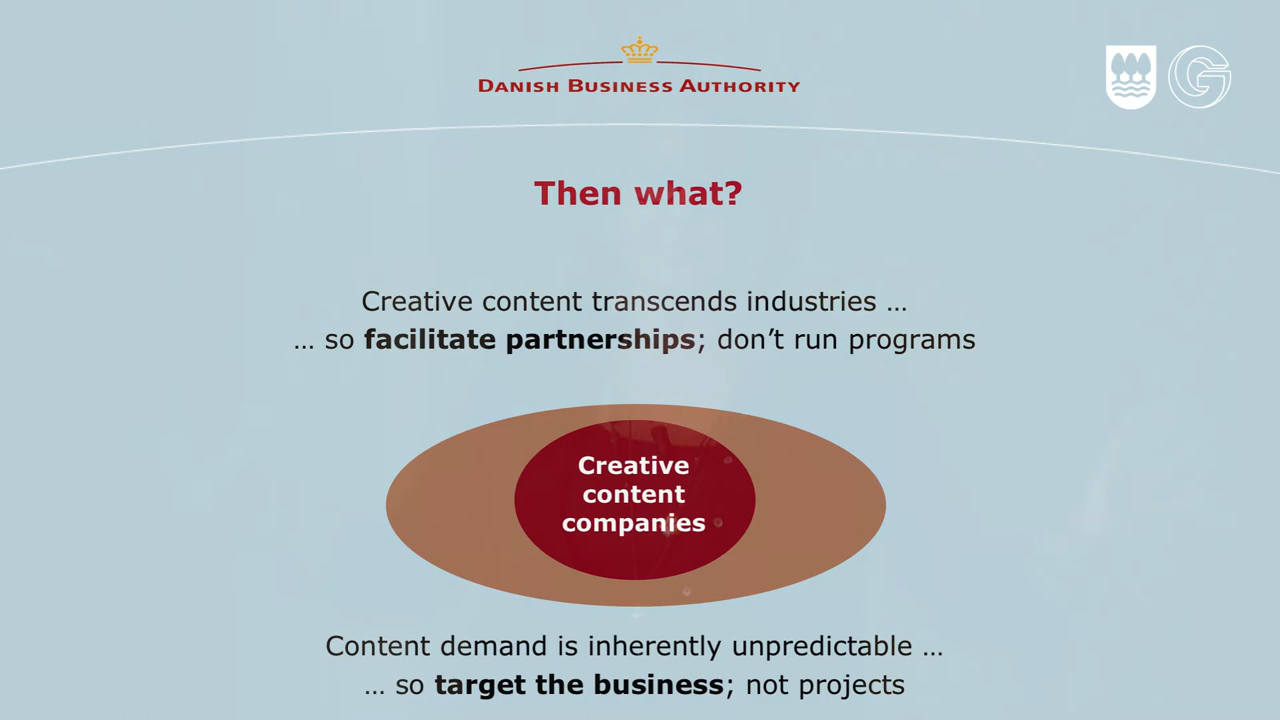 DANISH BUSINESS AUTHORITY
G
Then what?
Creative content transcends industries …
… so facilitate partnerships; don’t run programs
Creative
content
companies
Content demand is inherently unpredictable …
… so target the business; not projects